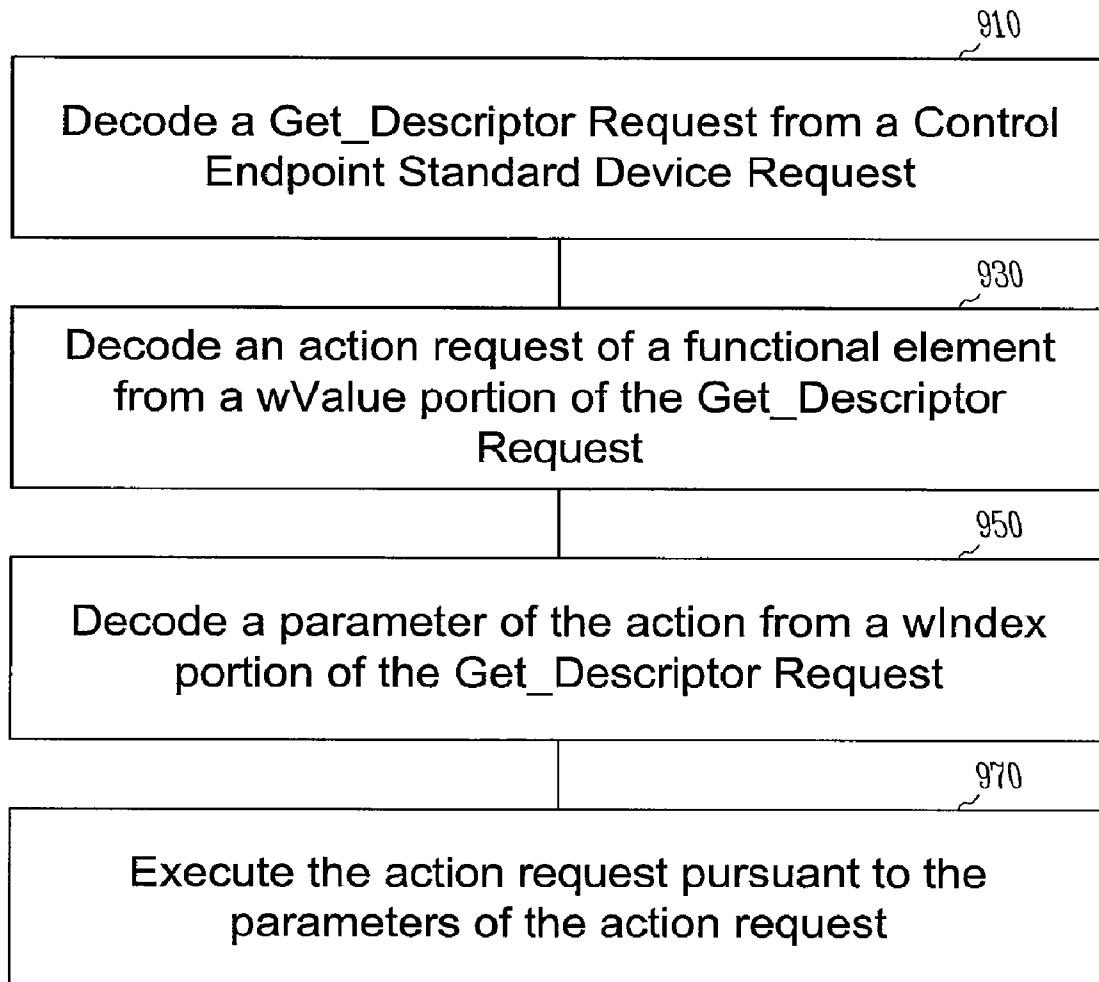 910
Decode a Get_Descriptor Request from a Control
Endpoint Standard Device Request
930
Decode an action request of a functional element
from a wValue portion of the Get_Descriptor
Request
950
Decode a parameter of the action from a wIndex
portion of the Get_Descriptor Request
970
Execute the action request pursuant to the
parameters of the action request